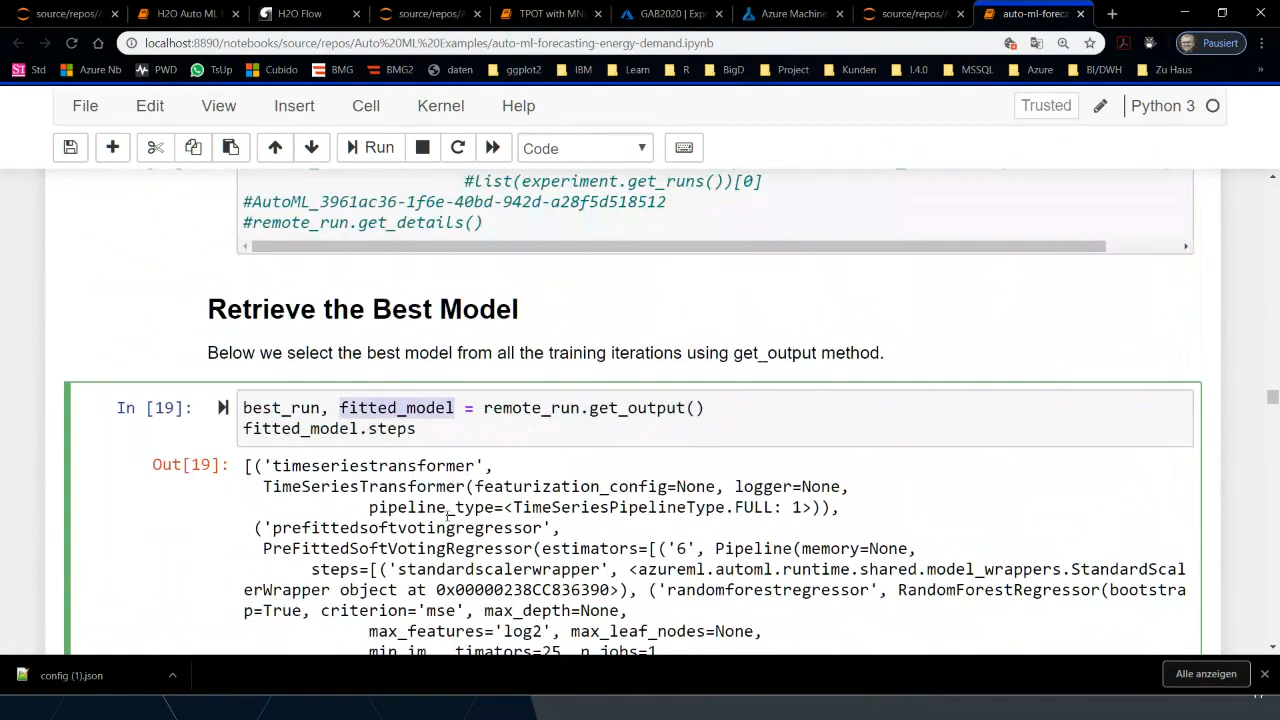 source/repos/A
H2O Auto ML
H2O Flow
source/repos/A
TPOT with MN
GAB2020 | Exp
Azure Machin
source/repos/A
auto-ml-foreca
localhost:8890/notebooks/source/repos/Auto%20ML%20Examples/auto-ml-forecasting-energy-demand.ipynb
Pausiert
Std Azure Nb PWD TsUp Cubido BMG BMG2 daten ggplot2 IBM Learn R BigD Project Kunden I.4.0 MSSQL Azure BI/DWH Zu Haus »
File Edit View Insert Cell Kernel Help Trusted Python 3
Run Code
#list(experiment.get_runs())[0]
#AutoML_3961ac36-1f6e-40bd-942d-a28f5d518512
#remote_run.get_details()
Retrieve the Best Model
Below we select the best model from all the training iterations using get_output method.
In [19]: best_run, fitted_model = remote_run.get_output()
fitted_model.steps
Out[19]: [('timeseriestransformer',
TimeSeriesTransformer(featurization_config=None, logger=None,
pipeline_type=<TimeSeriesPipelineType.FULL: 1>)),
('prefittedsoftvotingregressor',
PreFittedSoftVotingRegressor(estimators=[('6', Pipeline(memory=None,
steps=[('standardscalerwrapper', <azureml.automl.runtime.shared.model_wrappers.StandardScal
erWrapper object at 0x00000238CC836390>), ('randomforestregressor', RandomForestRegressor(bootstra
p=True, criterion='mse', max_depth=None,
max_features='log2', max_leaf_nodes=None,
timators=25, n_jobs=1
config (1).json
Alle anzeigen